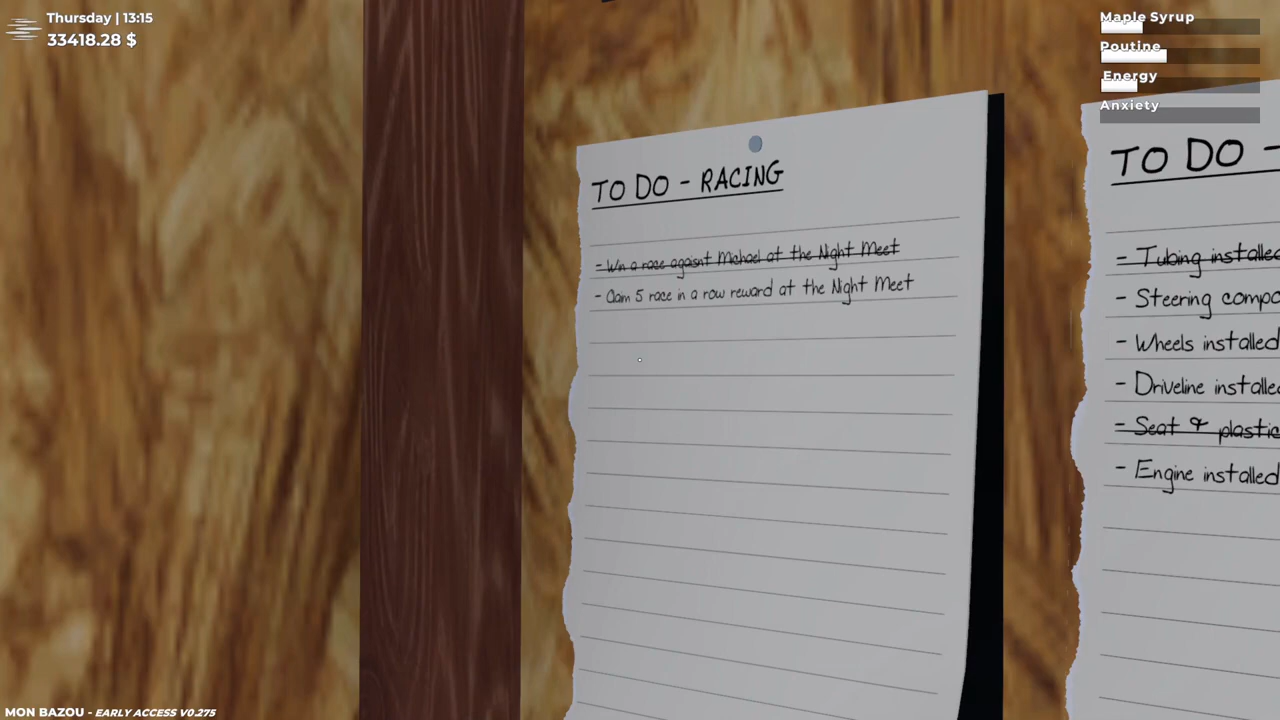 Thursday | 13:15
33418.28 $
Maple Syrup
Poutine
Energy
Anxiety
TO DO - RACING
- Win a race agaisnt Michael at the Night Meet
- Claim 5 race in a row reward at the Night Meet
TO DO -
- Tubing installed
- Steering compo
- Wheels installed
- Driveline installe
- Seat & plastic
- Engine installed
MON BAZOU - EARLY ACCESS V0.275